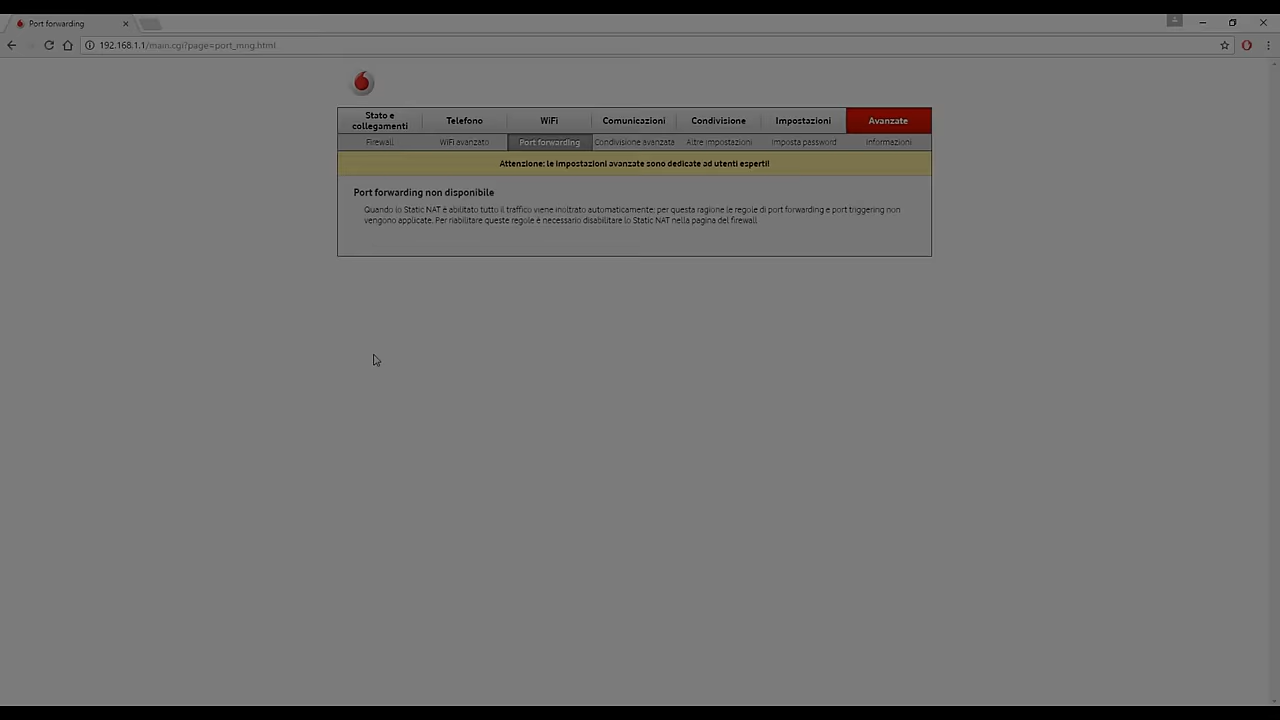 Port forwarding
192.168.1.1/main.cgi?page=port_mng.html
Stato e
collegamenti
Telefono
WiFi
Comunicazioni
Condivisione
Impostazioni
Avanzate
Firewall
WiFi avanzato
Port forwarding
Condivisione avanzata
Altre impostazioni
Imposta password
Informazioni
Attenzione: le impostazioni avanzate sono dedicate ad utenti esperti!
Port forwarding non disponibile
Quando lo Static NAT è abilitato tutto il traffico viene inoltrato automaticamente: per questa ragione le regole di port forwarding e port triggering non
vengono applicate. Per riabilitare queste regole è necessario disabilitare lo Static NAT nella pagina del firewall